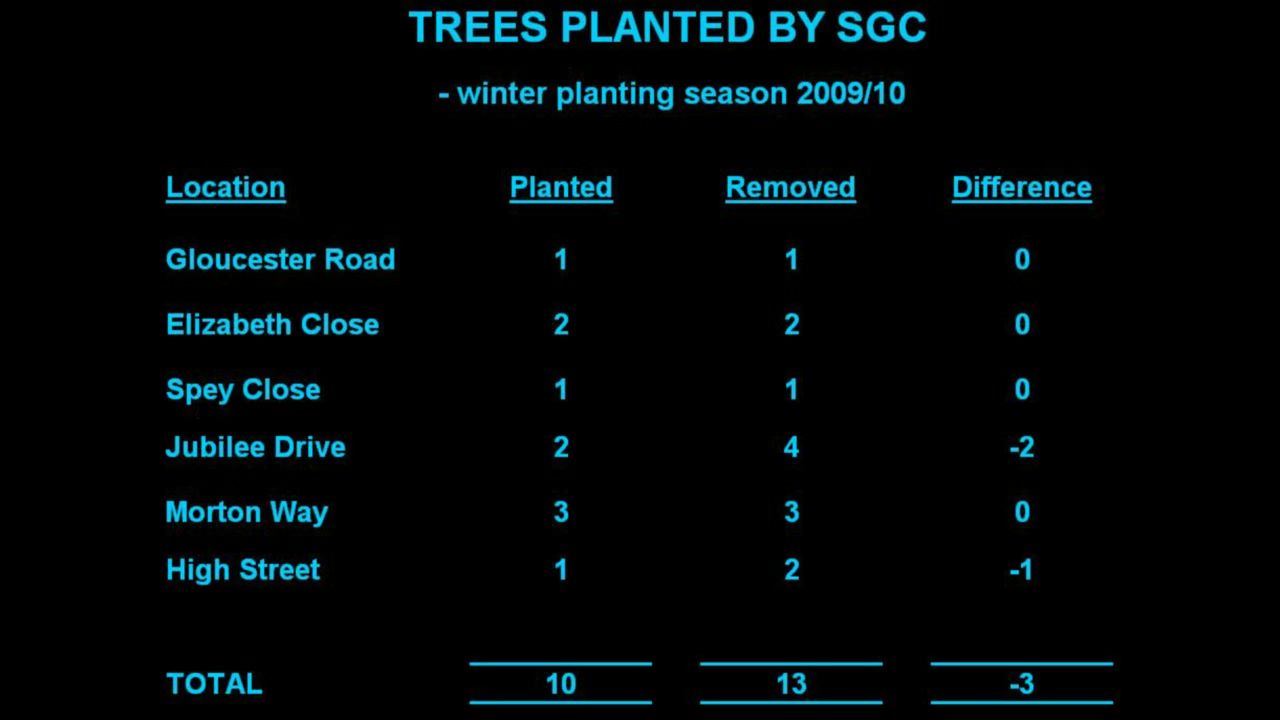 TREES PLANTED BY SGC
- winter planting season 2009/10
Location Planted Removed Difference
Gloucester Road 1 1 0
Elizabeth Close 2 2 0
Spey Close 1 1 0
Jubilee Drive 2 4 -2
Morton Way 3 3 0
High Street 1 2 -1
TOTAL 10 13 -3